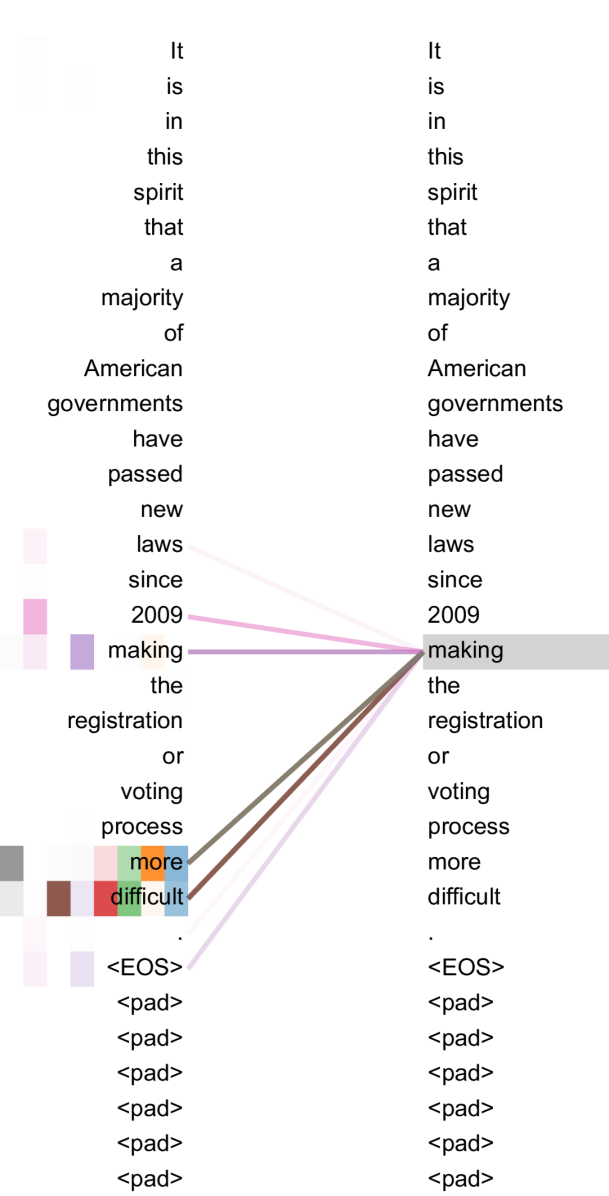 It It
is is
in in
this this
spirit spirit
that that
a a
majority majority
of of
American American
governments governments
have have
passed passed
new new
laws laws
since since
2009 2009
making making
the the
registration registration
or or
voting voting
process process
more more
difficult difficult
. .
<EOS> <EOS>
<pad> <pad>
<pad> <pad>
<pad> <pad>
<pad> <pad>
<pad> <pad>
<pad> <pad>